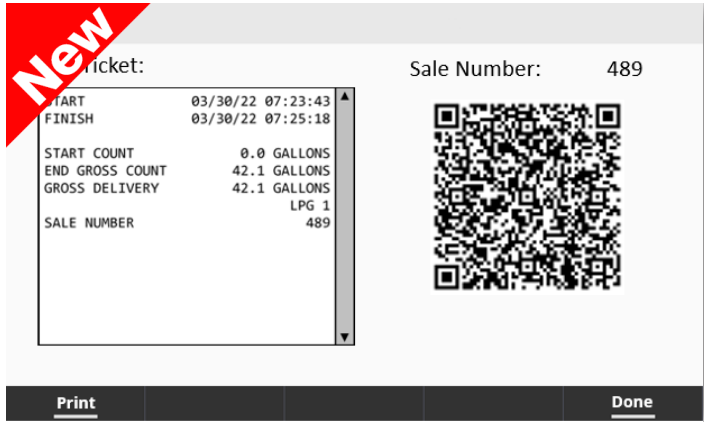 New
icket:
Sale Number: 489
START 03/30/22 07:23:43
FINISH 03/30/22 07:25:18
START COUNT 0.0 GALLONS
END GROSS COUNT 42.1 GALLONS
GROSS DELIVERY 42.1 GALLONS
LPG 1
SALE NUMBER 489
Print
Done